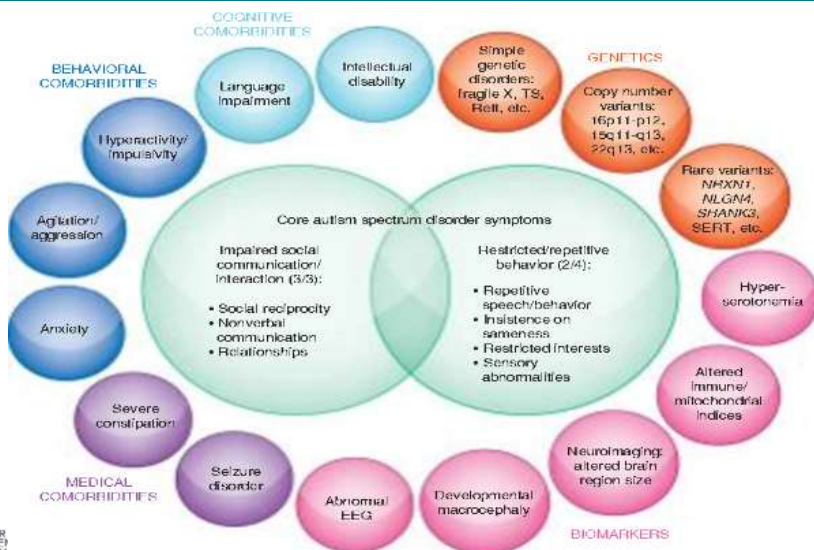 COGNITIVE
COMORBIDITIES
BEHAVIORAL
COMORBIDITIES
GENETICS
Language
impairment
Intellectual
disability
Simple
genetic
disorders:
fragile X, TS,
Rett, etc.
Copy number
variants:
16p11-p12,
15q11-q13,
22q13, etc.
Hyperactivity/
impulsivity
Rare variants:
NRXN1,
NLGN4,
SHANK3,
SERT, etc.
Agitation/
aggression
Core autism spectrum disorder symptoms
Impaired social
communication/
interaction (3/3):
• Social reciprocity
• Nonverbal
communication
• Relationships
Restricted/repetitive
behavior (2/4):
• Repetitive
speech/behavior
• Insistence on
sameness
• Restricted interests
• Sensory
abnormalities
Hyper-
serotonemia
Anxiety
Altered
immune/
mitochondrial
indices
Severe
constipation
Neuroimaging:
altered brain
region size
Seizure
disorder
MEDICAL
COMORBIDITIES
Abnormal
EEG
Developmental
macrocephaly
BIOMARKERS